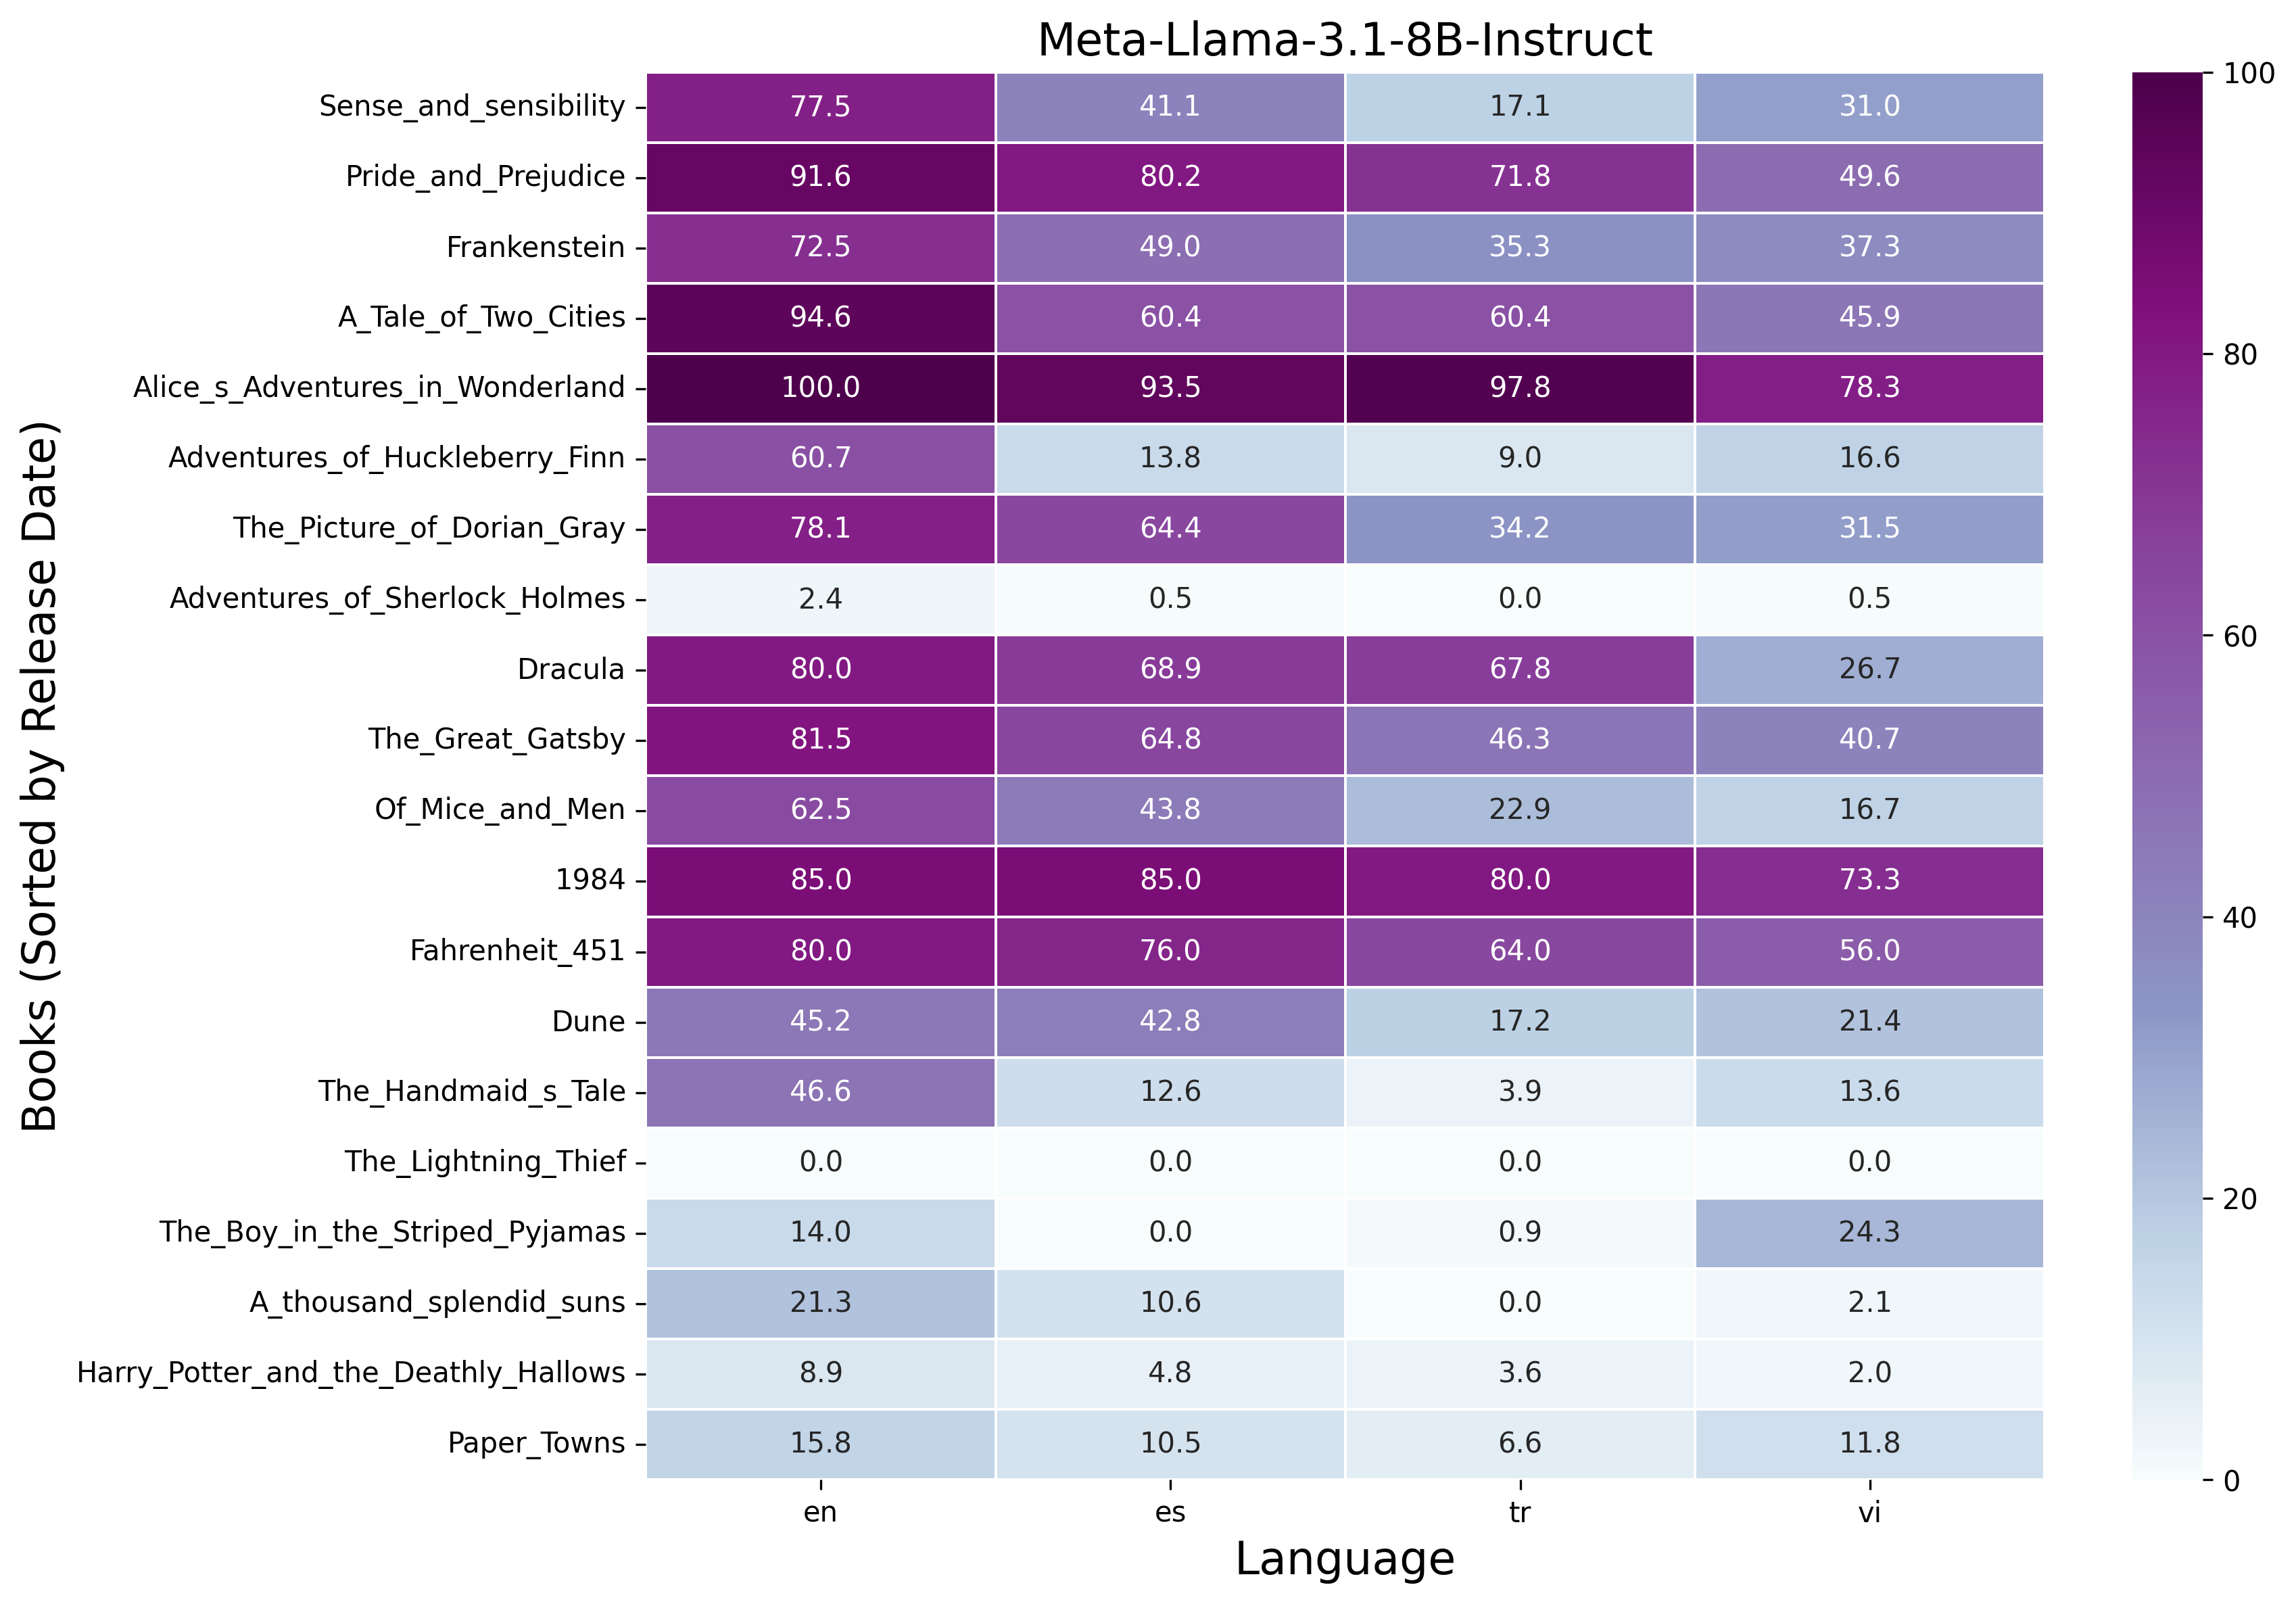 Meta-Llama-3.1-8B-Instruct
Books (Sorted by Release Date)
Sense_and_sensibility 77.5 41.1 17.1 31.0
Pride_and_Prejudice 91.6 80.2 71.8 49.6
Frankenstein 72.5 49.0 35.3 37.3
A_Tale_of_Two_Cities 94.6 60.4 60.4 45.9
Alice_s_Adventures_in_Wonderland 100.0 93.5 97.8 78.3
Adventures_of_Huckleberry_Finn 60.7 13.8 9.0 16.6
The_Picture_of_Dorian_Gray 78.1 64.4 34.2 31.5
Adventures_of_Sherlock_Holmes 2.4 0.5 0.0 0.5
Dracula 80.0 68.9 67.8 26.7
The_Great_Gatsby 81.5 64.8 46.3 40.7
Of_Mice_and_Men 62.5 43.8 22.9 16.7
1984 85.0 85.0 80.0 73.3
Fahrenheit_451 80.0 76.0 64.0 56.0
Dune 45.2 42.8 17.2 21.4
The_Handmaid_s_Tale 46.6 12.6 3.9 13.6
The_Lightning_Thief 0.0 0.0 0.0 0.0
The_Boy_in_the_Striped_Pyjamas 14.0 0.0 0.9 24.3
A_thousand_splendid_suns 21.3 10.6 0.0 2.1
Harry_Potter_and_the_Deathly_Hallows 8.9 4.8 3.6 2.0
Paper_Towns 15.8 10.5 6.6 11.8
en es tr vi
Language
100
80
60
40
20
0